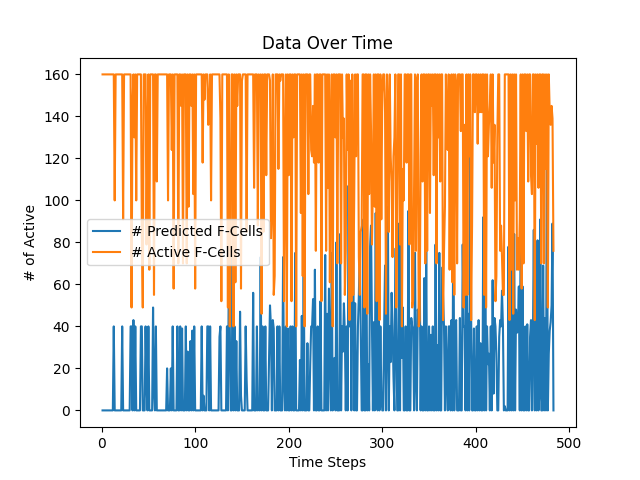 Data Over Time
160
140
120
100
80
60
40
20
0
# of Active
# Predicted F-Cells
# Active F-Cells
0 100 200 300 400 500
Time Steps